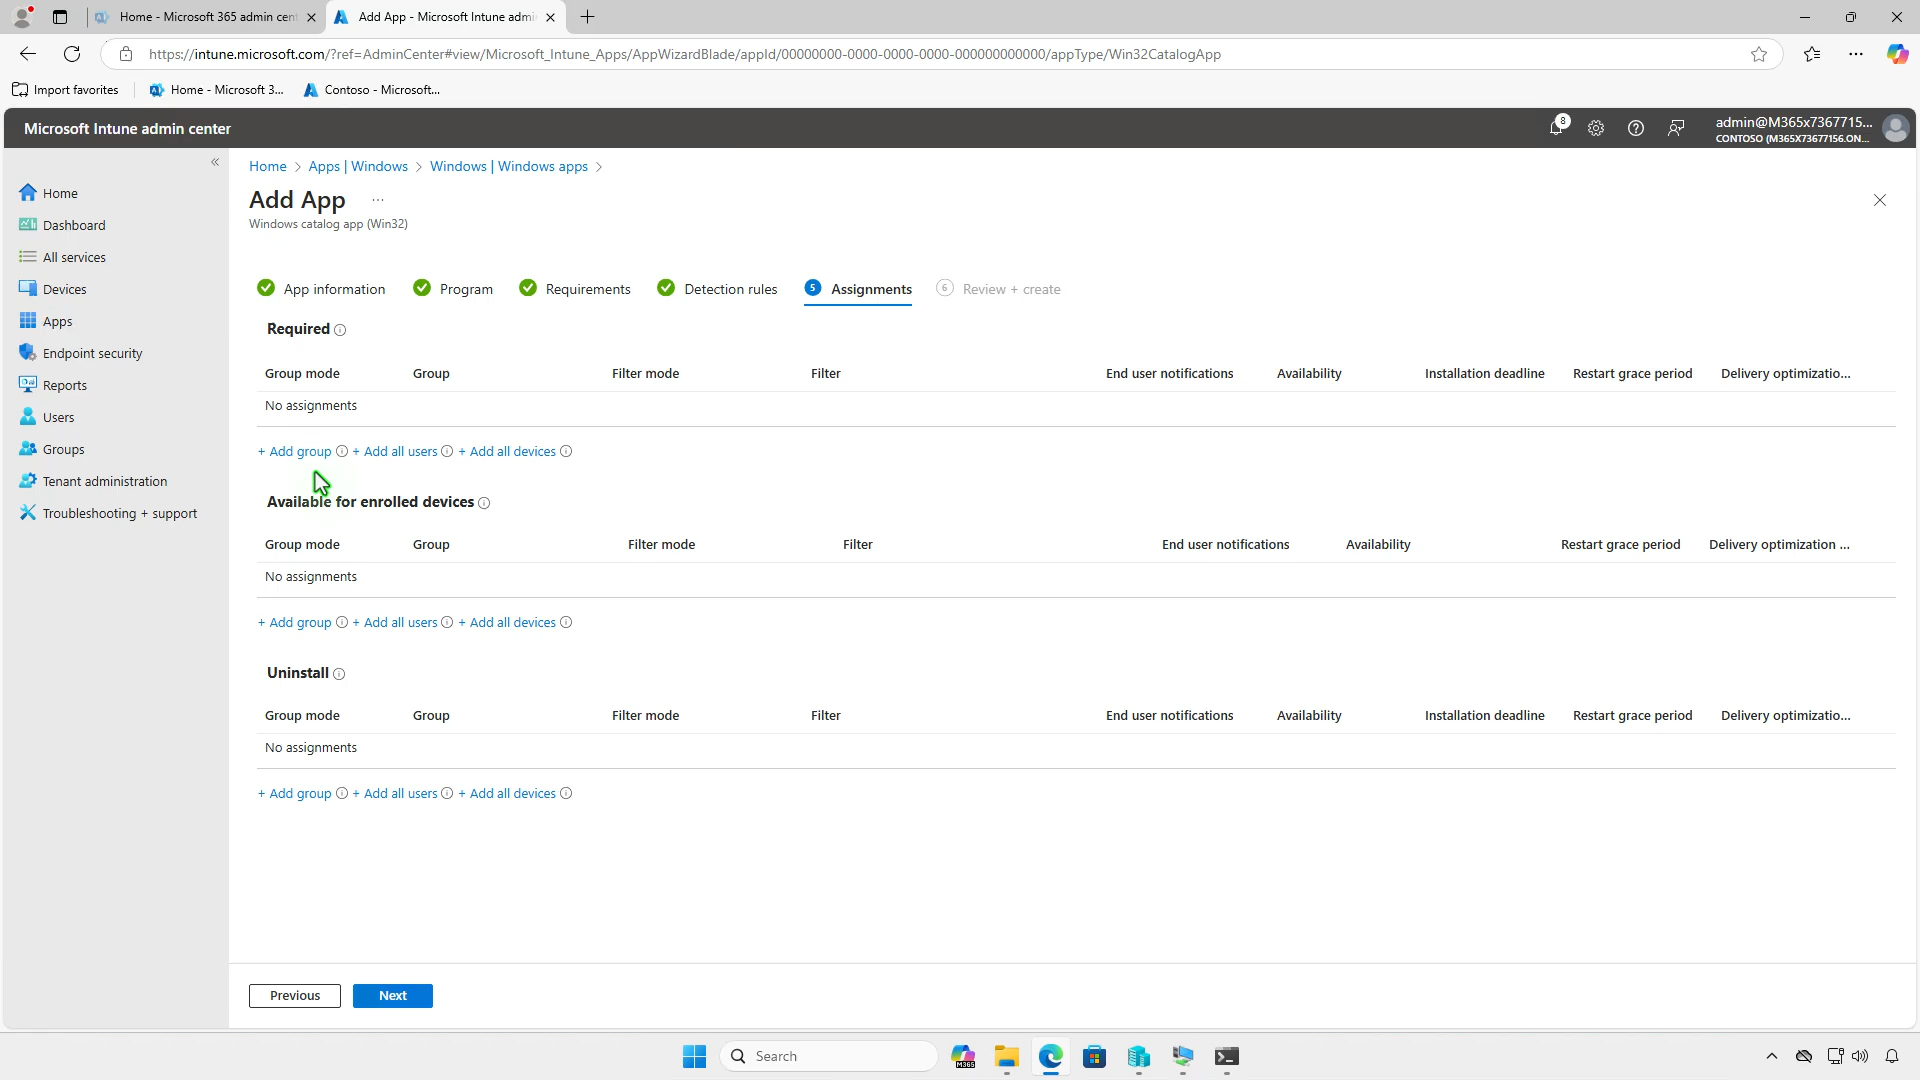 Home - Microsoft 365 admin cen
Add App - Microsoft Intune admi
https://intune.microsoft.com/?ref=AdminCenter#view/Microsoft_Intune_Apps/AppWizardBlade/appId/00000000-0000-0000-0000-000000000000/appType/Win32CatalogApp
Import favorites
Home - Microsoft 3...
Contoso - Microsoft...
Microsoft Intune admin center
8
admin@M365x7367715...
CONTOSO (M365X73677156.ON...
«
Home > Apps | Windows > Windows | Windows apps >
Home
Dashboard
All services
Devices
Apps
Endpoint security
Reports
Users
Groups
Tenant administration
Troubleshooting + support
Add App ...
Windows catalog app (Win32)
App information
Program
Requirements
Detection rules
5 Assignments
6 Review + create
Required
Group mode Group Filter mode Filter End user notifications Availability Installation deadline Restart grace period Delivery optimizatio...
No assignments
+ Add group + Add all users + Add all devices
Available for enrolled devices
Group mode Group Filter mode Filter End user notifications Availability Restart grace period Delivery optimization ...
No assignments
+ Add group + Add all users + Add all devices
Uninstall
Group mode Group Filter mode Filter End user notifications Availability Installation deadline Restart grace period Delivery optimizatio...
No assignments
+ Add group + Add all users + Add all devices
Previous
Next
Search
M365